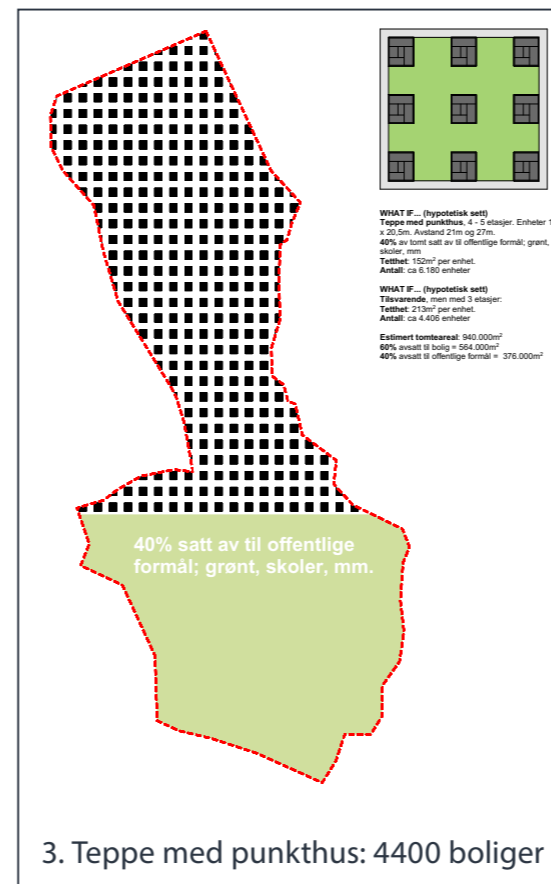 WHAT IF... (hypotetisk sett)
Teppe med punkthus, 4 - 5 etasjer. Enheter 1
x 20,5m. Avstand 21m og 27m.
40% av tomt satt av til offentlige formål; grønt,
skoler, mm
Tetthet: 152m² per enhet.
Antall: ca 6.180 enheter
WHAT IF... (hypotetisk sett)
Tilsvarende, men med 3 etasjer:
Tetthet: 213m² per enhet.
Antall: ca 4.406 enheter
Estimert tomteareal: 940.000m²
60% avsatt til bolig = 564.000m²
40% avsatt til offentlige formål = 376.000m²
40% satt av til offentlige
formål; grønt, skoler, mm.
3. Teppe med punkthus: 4400 boliger